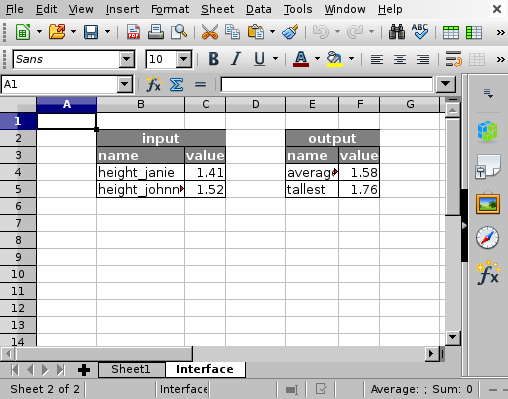 File Edit View Insert Format Sheet Data Tools Window Help
Sans 10
A1
A B C D E F G
1
2 input output
3 name value name value
4 height_janie 1.41 average 1.58
5 height_johnn 1.52 tallest 1.76
6
7
8
9
10
11
12
13
14
Sheet1 Interface
Sheet 2 of 2 Interface Average: ; Sum: 0